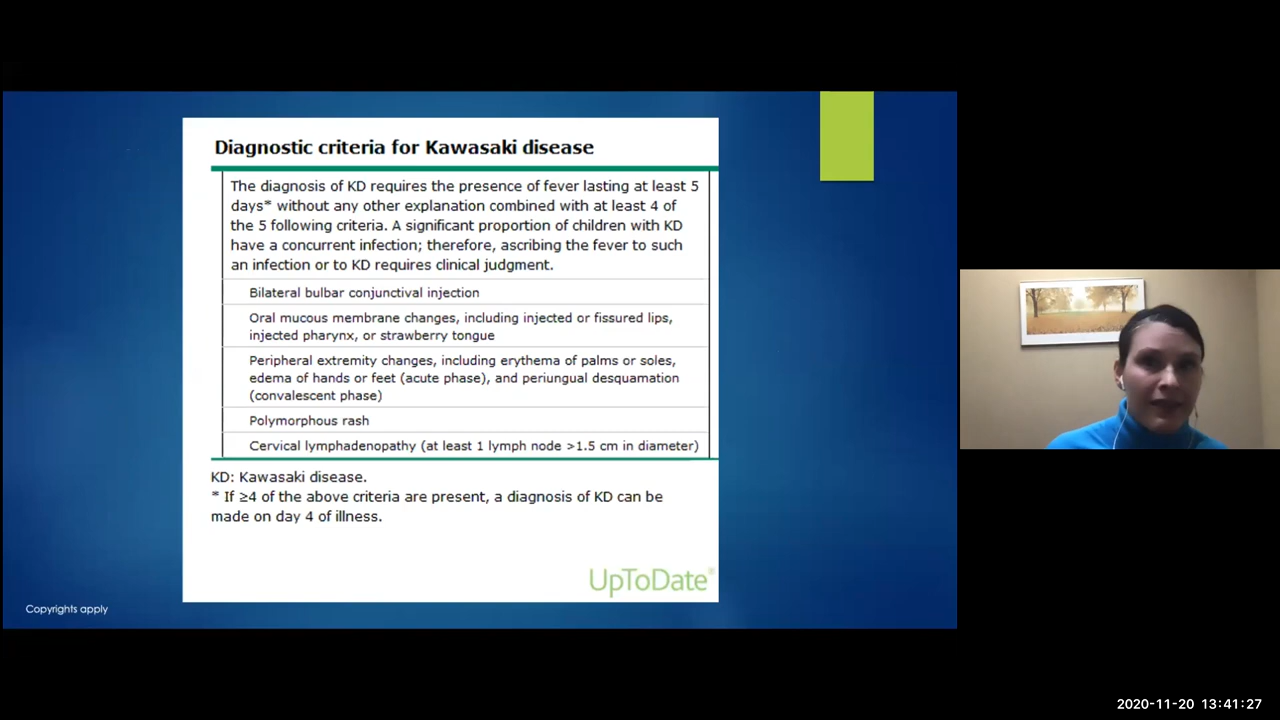 Diagnostic criteria for Kawasaki disease
The diagnosis of KD requires the presence of fever lasting at least 5
days* without any other explanation combined with at least 4 of
the 5 following criteria. A significant proportion of children with KD
have a concurrent infection; therefore, ascribing the fever to such
an infection or to KD requires clinical judgment.
Bilateral bulbar conjunctival injection
Oral mucous membrane changes, including injected or fissured lips,
injected pharynx, or strawberry tongue
Peripheral extremity changes, including erythema of palms or soles,
edema of hands or feet (acute phase), and periungual desquamation
(convalescent phase)
Polymorphous rash
Cervical lymphadenopathy (at least 1 lymph node >1.5 cm in diameter)
KD: Kawasaki disease.
* If ≥4 of the above criteria are present, a diagnosis of KD can be
made on day 4 of illness.
UpToDate®
Copyrights apply
2020-11-20 13:41:27